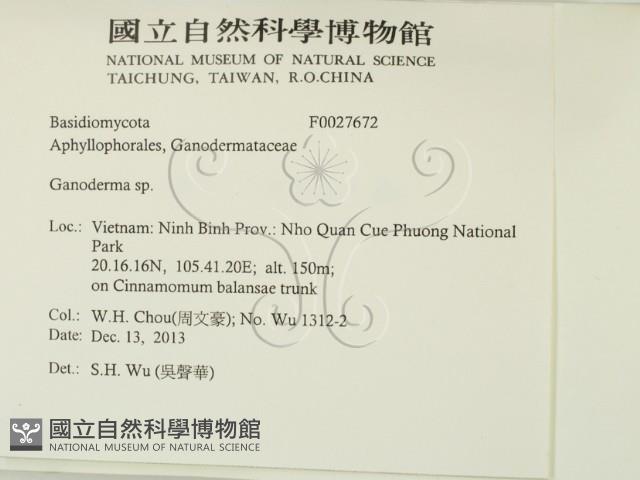 國立自然科學博物館
NATIONAL MUSEUM OF NATURAL SCIENCE
TAICHUNG, TAIWAN, R.O.CHINA
Basidiomycota F0027672
Aphyllophorales, Ganodermataceae
Ganoderma sp.
Loc.: Vietnam: Ninh Binh Prov.: Nho Quan Cuc Phuong National
Park
20.16.16N, 105.41.20E; alt. 150m;
on Cinnamomum balansae trunk
Col.: W.H. Chou(周文豪); No. Wu 1312-2
Date: Dec. 13, 2013
Det.: S.H. Wu (吳聲華)
國立自然科學博物館
NATIONAL MUSEUM OF NATURAL SCIENCE